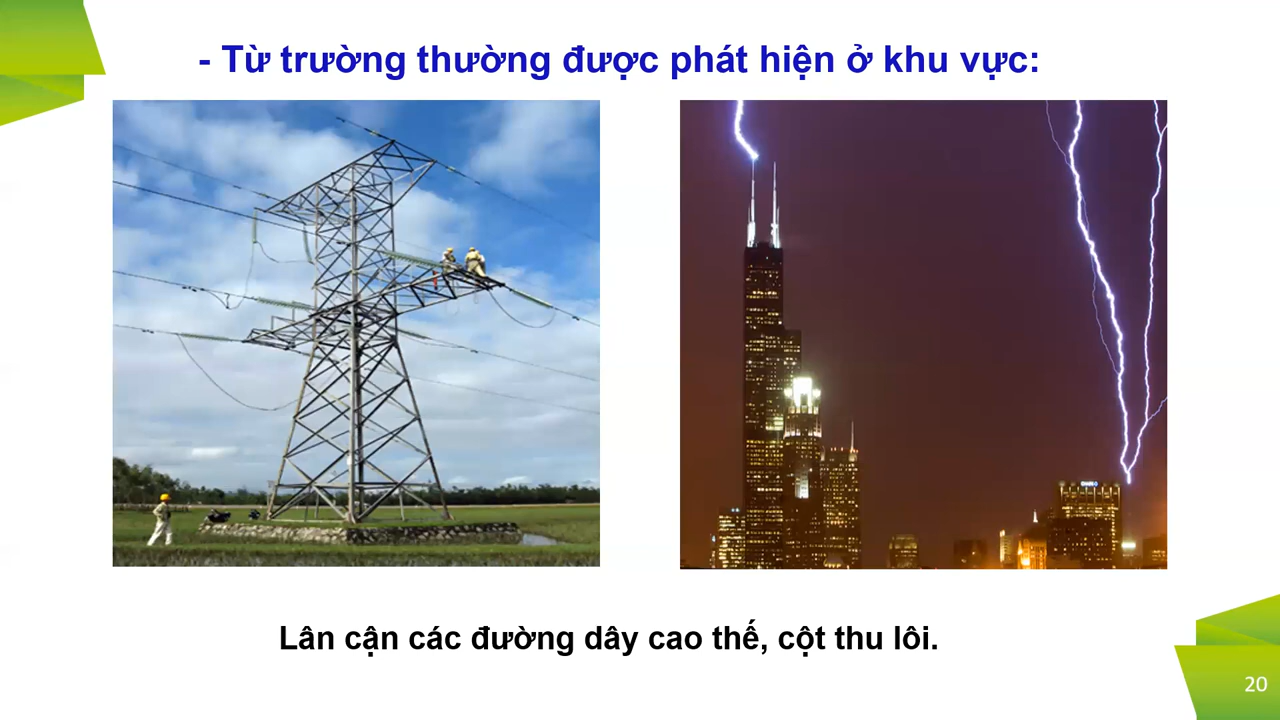 - Từ trường thường được phát hiện ở khu vực:
Lân cận các đường dây cao thế, cột thu lôi.
20